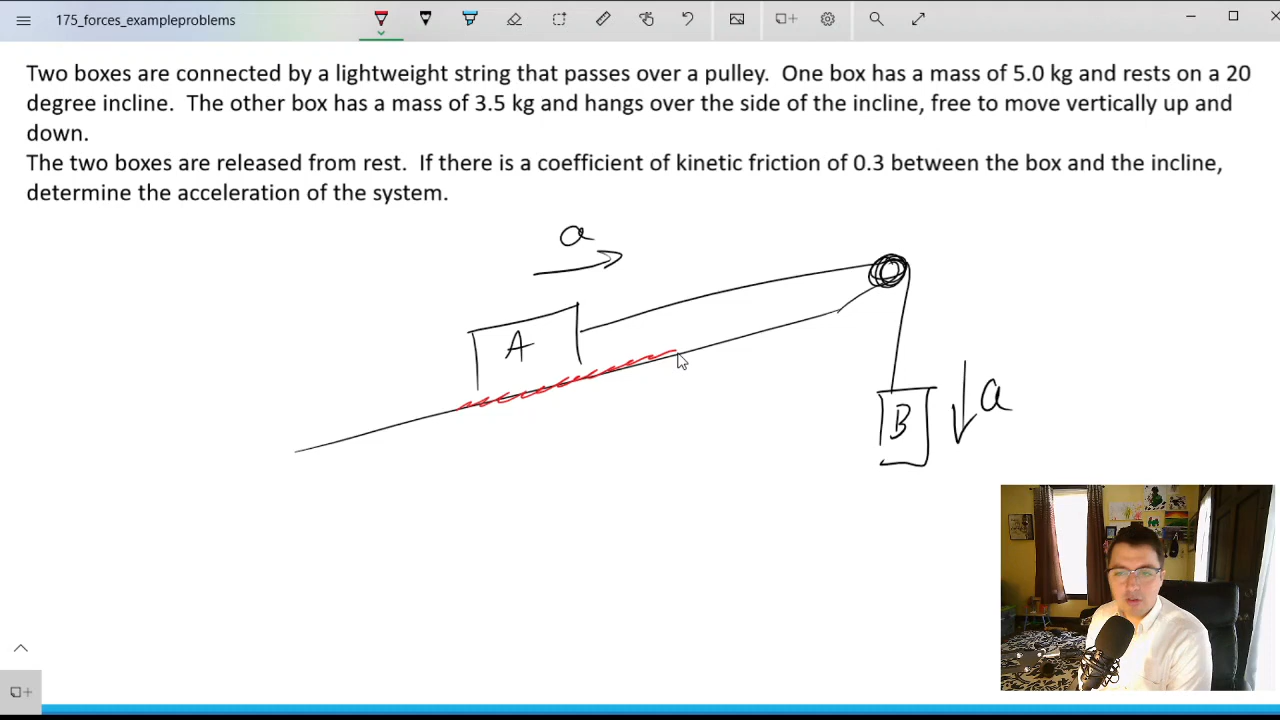 175_forces_exampleproblems
Two boxes are connected by a lightweight string that passes over a pulley.  One box has a mass of 5.0 kg and rests on a 20
degree incline.  The other box has a mass of 3.5 kg and hangs over the side of the incline, free to move vertically up and
down.
The two boxes are released from rest.  If there is a coefficient of kinetic friction of 0.3 between the box and the incline,
determine the acceleration of the system.
a
A
B
a